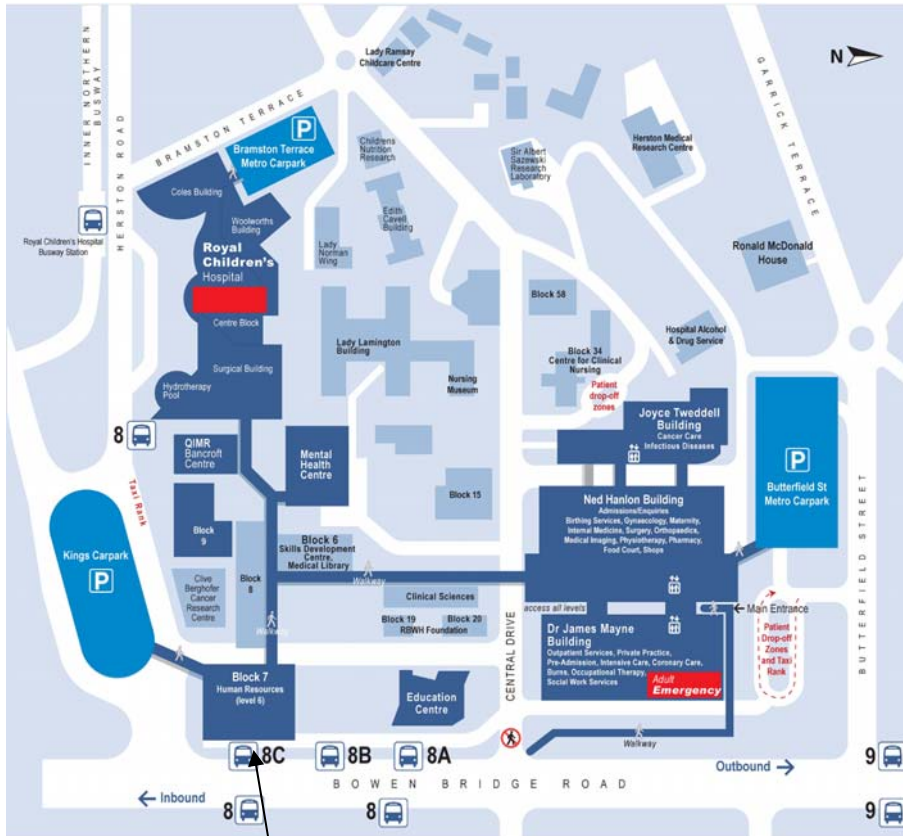 INNER NORTHERN
BUSWAY
HERSTON ROAD
BRAMSTON TERRACE
Lady Ramsay
Childcare Centre
GARRICK TERRACE
N
P
Bramston Terrace
Metro Carpark
Childrens
Nutrition
Research
Sir Albert
Sazewski
Research
Laboratory
Herston Medical
Research Centre
Coles Building
Woolworths
Building
Edith
Cavell
Building
Lady
Norman
Wing
Royal Children's Hospital
Busway Station
Royal
Children's
Hospital
Ronald McDonald
House
Centre Block
Block 58
Lady Lamington
Building
Hospital Alcohol
& Drug Service
Surgical Building
Block 34
Centre for Clinical
Nursing
Nursing
Museum
Hydrotherapy
Pool
Patient
drop-off
zones
Joyce Tweddell
Building
Cancer Care
Infectious Diseases
8
QIMR
Bancroft
Centre
Mental
Health
Centre
P
Butterfield St
Metro Carpark
Taxi Rank
Block 15
Ned Hanlon Building
Admissions/Enquiries
Birthing Services, Gynaecology, Maternity,
Internal Medicine, Surgery, Orthopaedics,
Medical Imaging, Physiotherapy, Pharmacy,
Food Court, Shops
Block
9
Block 6
Skills Development
Centre,
Medical Library
Kings Carpark
P
Block
8
Walkway
Clive
Berghofer
Cancer
Research
Centre
Clinical Sciences
access all levels
Main Entrance
Walkway
Block 19
Block 20
RBWH Foundation
CENTRAL DRIVE
Dr James Mayne
Building
Outpatient Services, Private Practice,
Pre-Admission, Intensive Care, Coronary Care,
Burns, Occupational Therapy,
Social Work Services
Adult
Emergency
Patient
Drop-off
Zones
and Taxi
Rank
BUTTERFIELD STREET
Block 7
Human Resources
(level 6)
Education
Centre
Walkway
8C
8B
8A
9
Outbound
BOWEN BRIDGE ROAD
Inbound
8
8
9